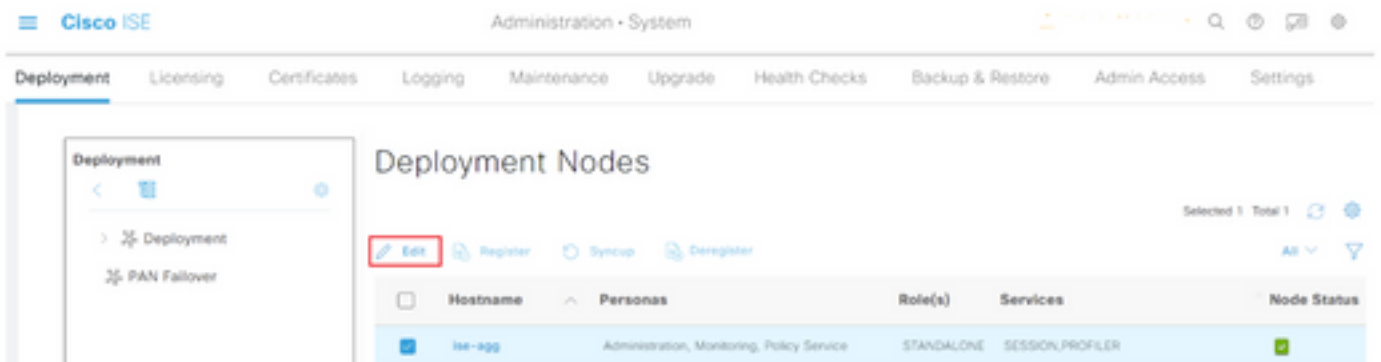 Cisco ISE
Administration · System
Deployment Licensing Certificates Logging Maintenance Upgrade Health Checks Backup & Restore Admin Access Settings
Deployment
Deployment
PAN Failover
Deployment Nodes
Selected 1 Total 1
Edit Register Syncup Deregister All
Hostname Personas Role(s) Services Node Status
ise-agg Administration, Monitoring, Policy Service STANDALONE SESSION,PROFILER